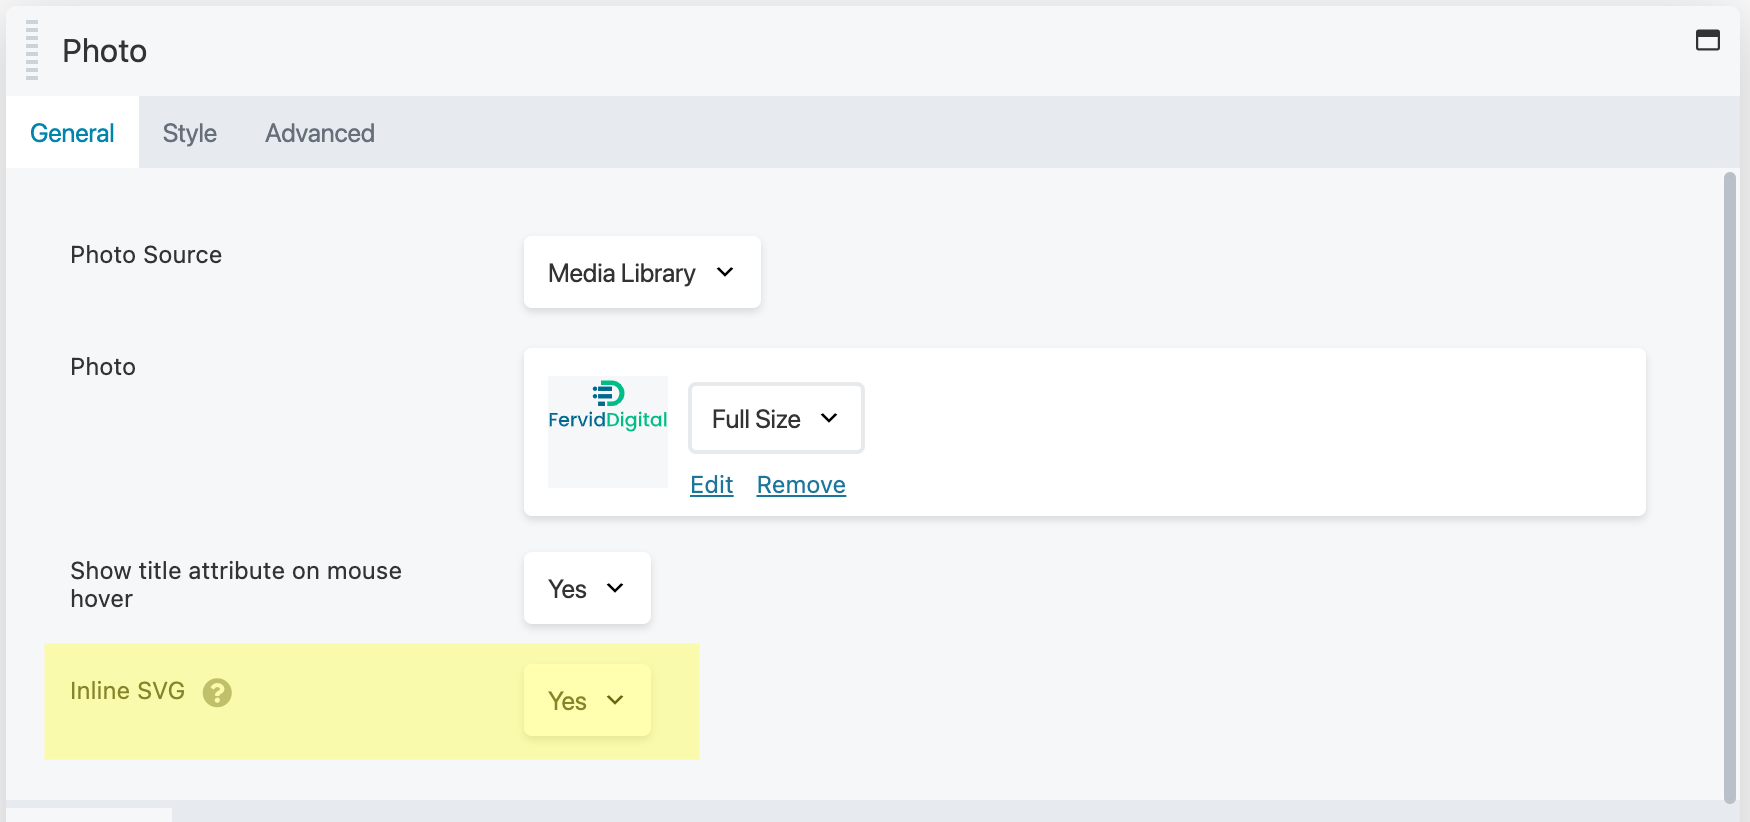 Photo
General Style Advanced
Photo Source
Media Library
Photo
FervidDigital
Full Size
Edit Remove
Show title attribute on mouse
hover
Yes
Inline SVG ?
Yes